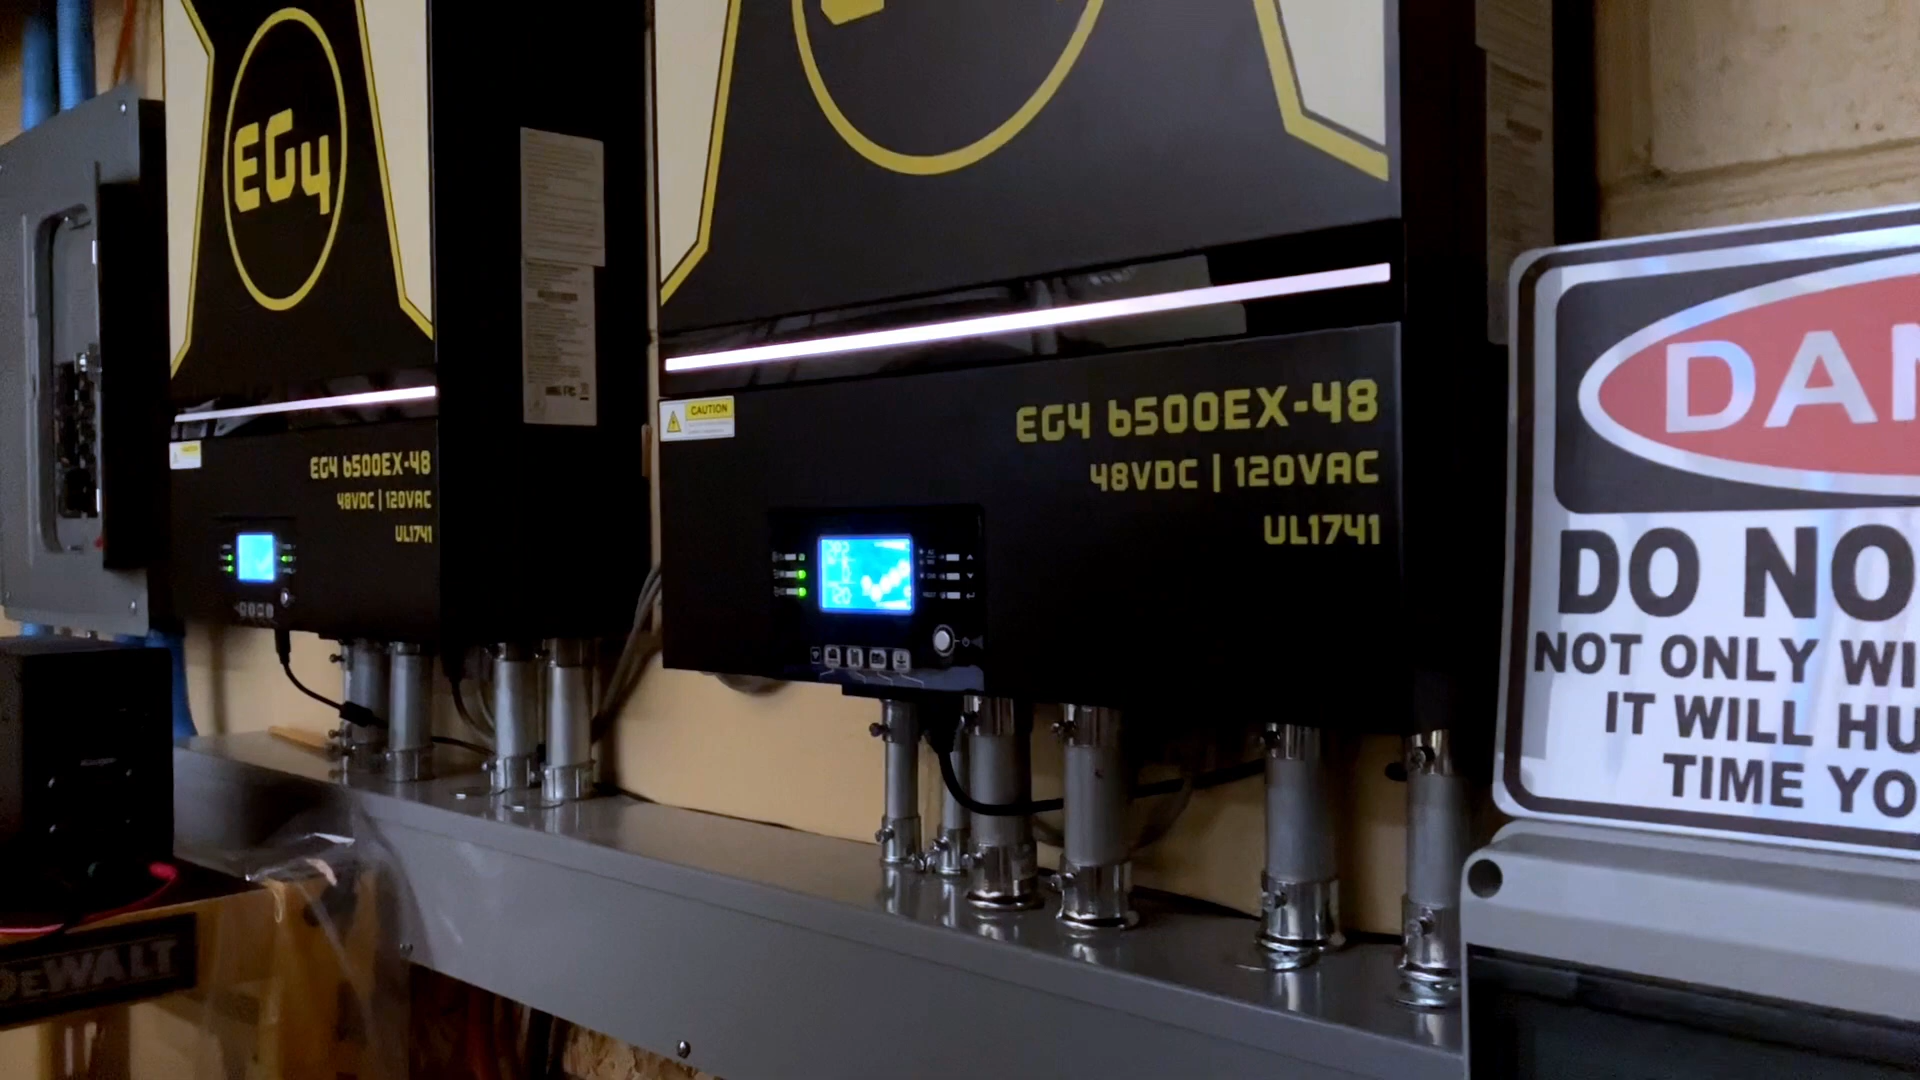 EG4
EG4 6500EX-48
48VDC | 120VAC
UL1741
CAUTION
EG4 6500EX-48
48VDC | 120VAC
UL1741
DAN
DO NO
NOT ONLY WI
IT WILL HU
TIME YO
DEWALT